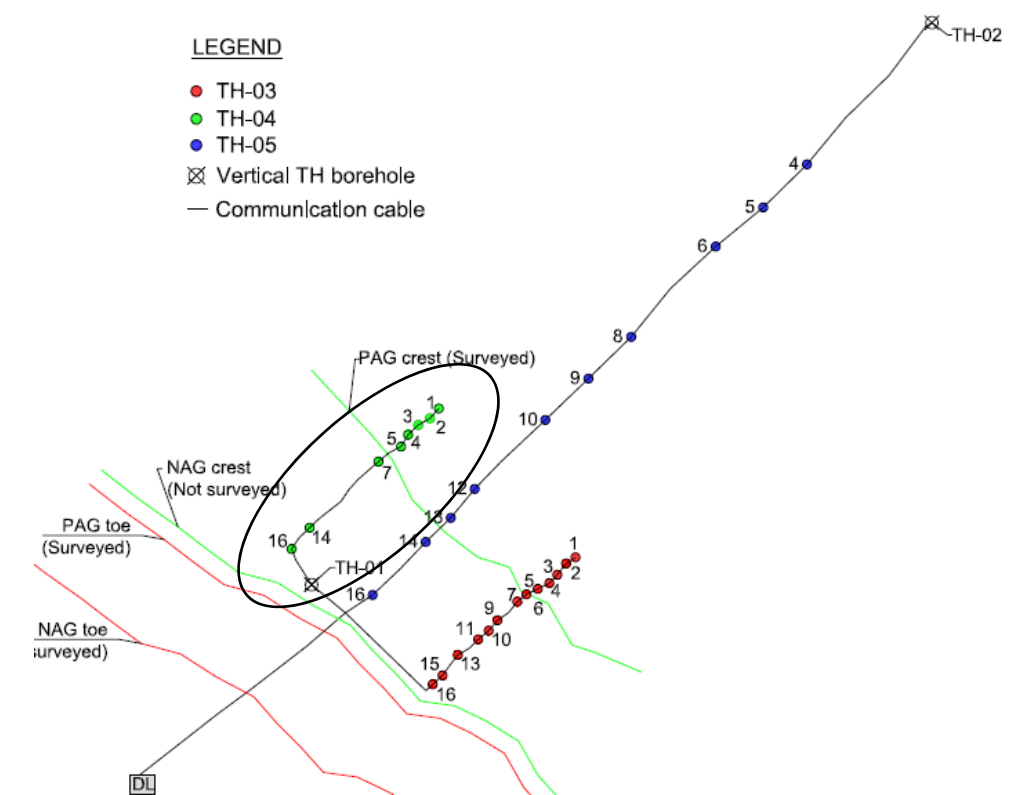 TH-02
LEGEND
TH-03
TH-04
TH-05
Vertical TH borehole
Communication cable
4
5
6
8
9
10
PAG crest (Surveyed)
1
3
2
5
4
7
NAG crest
(Not surveyed)
12
13
14
16
14
PAG toe
(Surveyed)
16
TH-01
16
1
3
2
5
4
7
6
9
11
10
13
15
16
NAG toe
surveyed)
DL